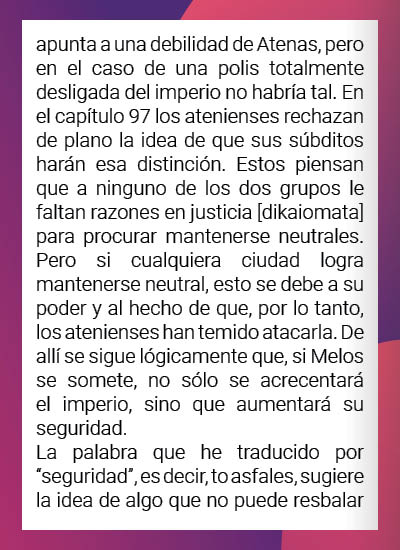 apunta a una debilidad de Atenas, pero
en el caso de una polis totalmente
desligada del imperio no habría tal. En
el capítulo 97 los atenienses rechazan
de plano la idea de que sus súbditos
harán esa distinción. Estos piensan
que a ninguno de los dos grupos le
faltan razones en justicia [dikaiomata]
para procurar mantenerse neutrales.
Pero si cualquiera ciudad logra
mantenerse neutral, esto se debe a su
poder y al hecho de que, por lo tanto,
los atenienses han temido atacarla. De
allí se sigue lógicamente que, si Melos
se somete, no sólo se acrecentará
el imperio, sino que aumentará su
seguridad.
La palabra que he traducido por
“seguridad”, es decir, to asfales, sugiere
la idea de algo que no puede resbalar